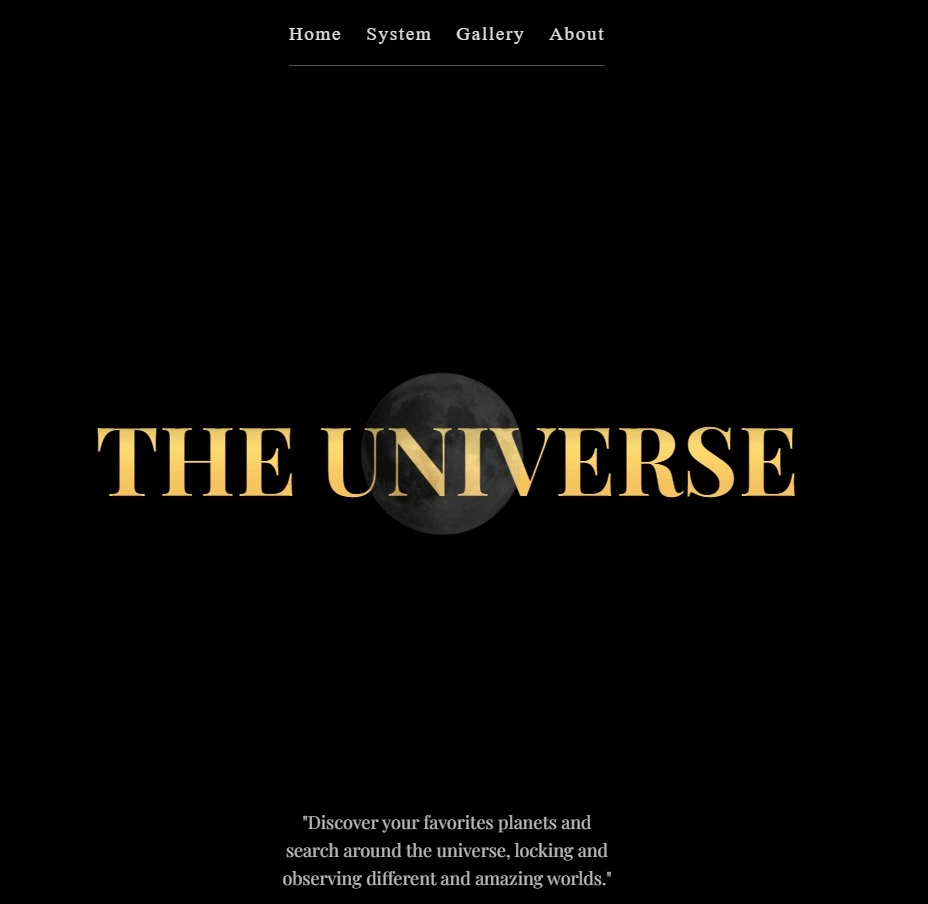 Home System Gallery About
THE UNIVERSE
"Discover your favorites planets and
search around the universe, locking and
observing different and amazing worlds."